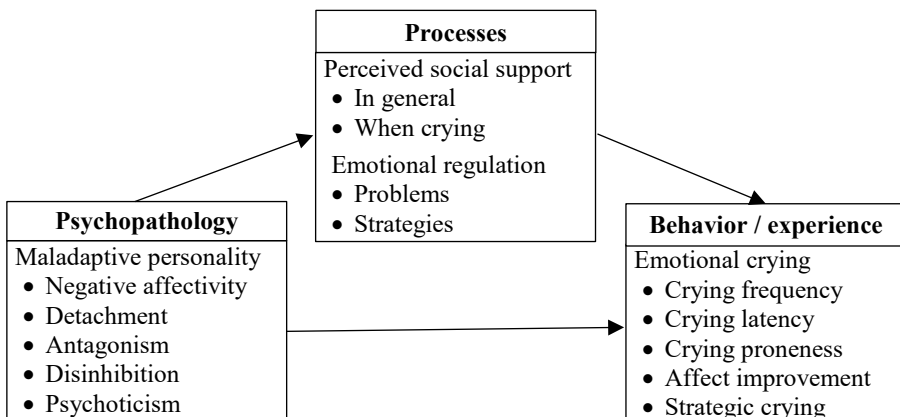 Processes
Perceived social support
• In general
• When crying
Emotional regulation
• Problems
• Strategies
Psychopathology
Maladaptive personality
• Negative affectivity
• Detachment
• Antagonism
• Disinhibition
• Psychoticism
Behavior / experience
Emotional crying
• Crying frequency
• Crying latency
• Crying proneness
• Affect improvement
• Strategic crying